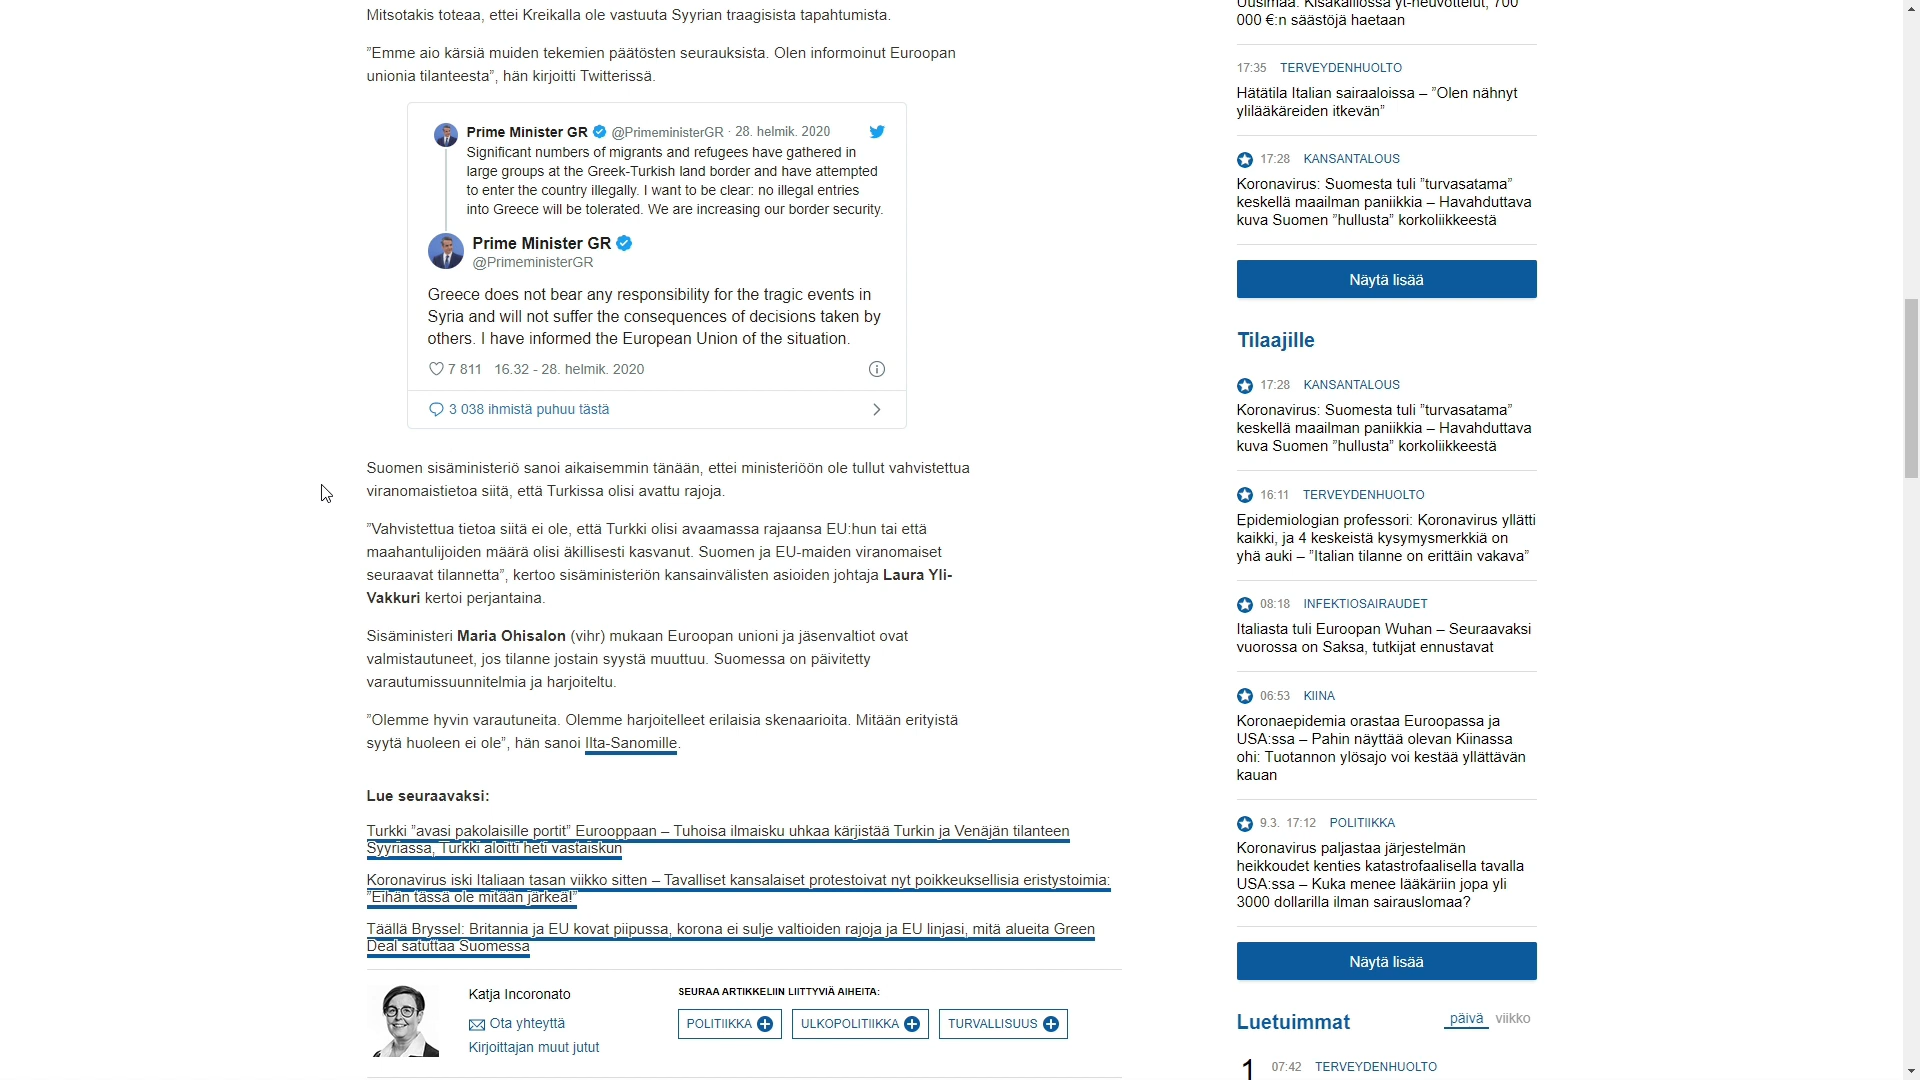 Mitsotakis toteaa, ettei Kreikalla ole vastuuta Syyrian traagisista tapahtumista.
”Emme aio kärsiä muiden tekemien päätösten seurauksista. Olen informoinut Euroopan
unionia tilanteesta”, hän kirjoitti Twitterissä.
Prime Minister GR @PrimeministerGR · 28. helmik. 2020
Significant numbers of migrants and refugees have gathered in
large groups at the Greek-Turkish land border and have attempted
to enter the country illegally. I want to be clear: no illegal entries
into Greece will be tolerated. We are increasing our border security.
Prime Minister GR
@PrimeministerGR
Greece does not bear any responsibility for the tragic events in
Syria and will not suffer the consequences of decisions taken by
others. I have informed the European Union of the situation.
7 811 16.32 - 28. helmik. 2020
3 038 ihmistä puhuu tästä
Suomen sisäministeriö sanoi aikaisemmin tänään, ettei ministeriöön ole tullut vahvistettua
viranomaistietoa siitä, että Turkissa olisi avattu rajoja.
”Vahvistettua tietoa siitä ei ole, että Turkki olisi avaamassa rajaansa EU:hun tai että
maahantulijoiden määrä olisi äkillisesti kasvanut. Suomen ja EU-maiden viranomaiset
seuraavat tilannetta”, kertoo sisäministeriön kansainvälisten asioiden johtaja Laura Yli-
Vakkuri kertoi perjantaina.
Sisäministeri Maria Ohisalon (vihr) mukaan Euroopan unioni ja jäsenvaltiot ovat
valmistautuneet, jos tilanne jostain syystä muuttuu. Suomessa on päivitetty
varautumissuunnitelmia ja harjoiteltu.
”Olemme hyvin varautuneita. Olemme harjoitelleet erilaisia skenaarioita. Mitään erityistä
syytä huoleen ei ole”, hän sanoi Ilta-Sanomille.
Lue seuraavaksi:
Turkki ”avasi pakolaisille portit” Eurooppaan – Tuhoisa ilmaisku uhkaa kärjistää Turkin ja Venäjän tilanteen
Syyriassa, Turkki aloitti heti vastaiskun
Koronavirus iski Italiaan tasan viikko sitten – Tavalliset kansalaiset protestoivat nyt poikkeuksellisia eristystoimia:
”Eihän tässä ole mitään järkeä!”
Täällä Bryssel: Britannia ja EU kovat piipussa, korona ei sulje valtioiden rajoja ja EU linjasi, mitä alueita Green
Deal satuttaa Suomessa
Katja Incoronato
Ota yhteyttä
Kirjoittajan muut jutut
SEURAA ARTIKKELIIN LIITTYVIÄ AIHEITA:
POLITIIKKA
ULKOPOLITIIKKA
TURVALLISUUS
Uusimaa: Kisakalliossa yt-neuvottelut, 700
000 €:n säästöjä haetaan
17:35 TERVEYDENHUOLTO
Hätätila Italian sairaaloissa – ”Olen nähnyt
ylilääkäreiden itkevän”
17:28 KANSANTALOUS
Koronavirus: Suomesta tuli ”turvasatama”
keskellä maailman paniikkia – Havahduttava
kuva Suomen ”hullusta” korkoliikkeestä
Näytä lisää
Tilaajille
17:28 KANSANTALOUS
Koronavirus: Suomesta tuli ”turvasatama”
keskellä maailman paniikkia – Havahduttava
kuva Suomen ”hullusta” korkoliikkeestä
16:11 TERVEYDENHUOLTO
Epidemiologian professori: Koronavirus yllätti
kaikki, ja 4 keskeistä kysymysmerkkiä on
yhä auki – ”Italian tilanne on erittäin vakava”
08:18 INFEKTIOSAIRAUDET
Italiasta tuli Euroopan Wuhan – Seuraavaksi
vuorossa on Saksa, tutkijat ennustavat
06:53 KIINA
Koronaepidemia orastaa Euroopassa ja
USA:ssa – Pahin näyttää olevan Kiinassa
ohi: Tuotannon ylösajo voi kestää yllättävän
kauan
9.3. 17:12 POLITIIKKA
Koronavirus paljastaa järjestelmän
heikkoudet kenties katastrofaalisella tavalla
USA:ssa – Kuka menee lääkäriin jopa yli
3000 dollarilla ilman sairauslomaa?
Näytä lisää
Luetuimmat päivä viikko
1 07:42 TERVEYDENHUOLTO